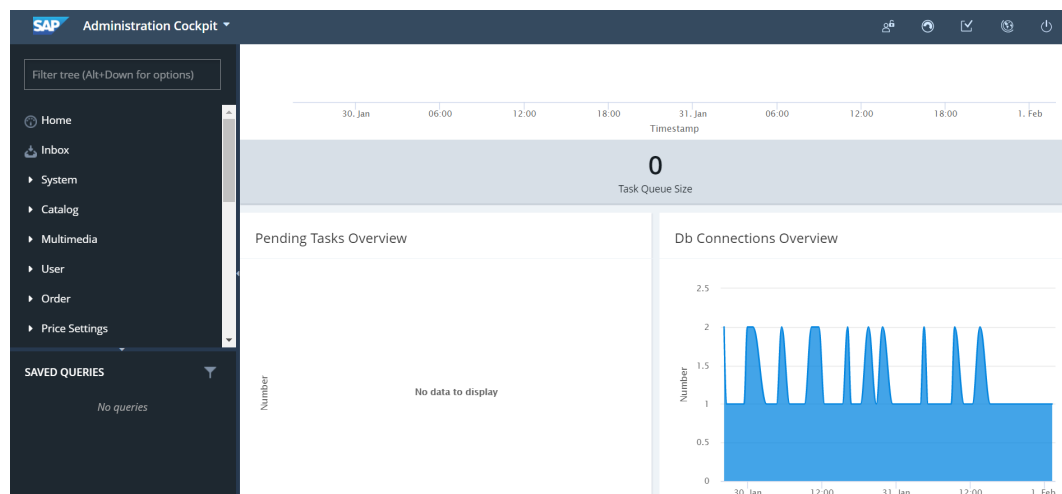 SAP Administration Cockpit
Filter tree (Alt+Down for options)
Home
Inbox
System
Catalog
Multimedia
User
Order
Price Settings
SAVED QUERIES
No queries
30. Jan 06:00 12:00 18:00 31. Jan 06:00 12:00 18:00 1. Feb
Timestamp
0
Task Queue Size
Pending Tasks Overview
Number
No data to display
Db Connections Overview
Number
2.5
2
1.5
1
0.5
0
30. Jan 12:00 31. Jan 12:00 1. Feb